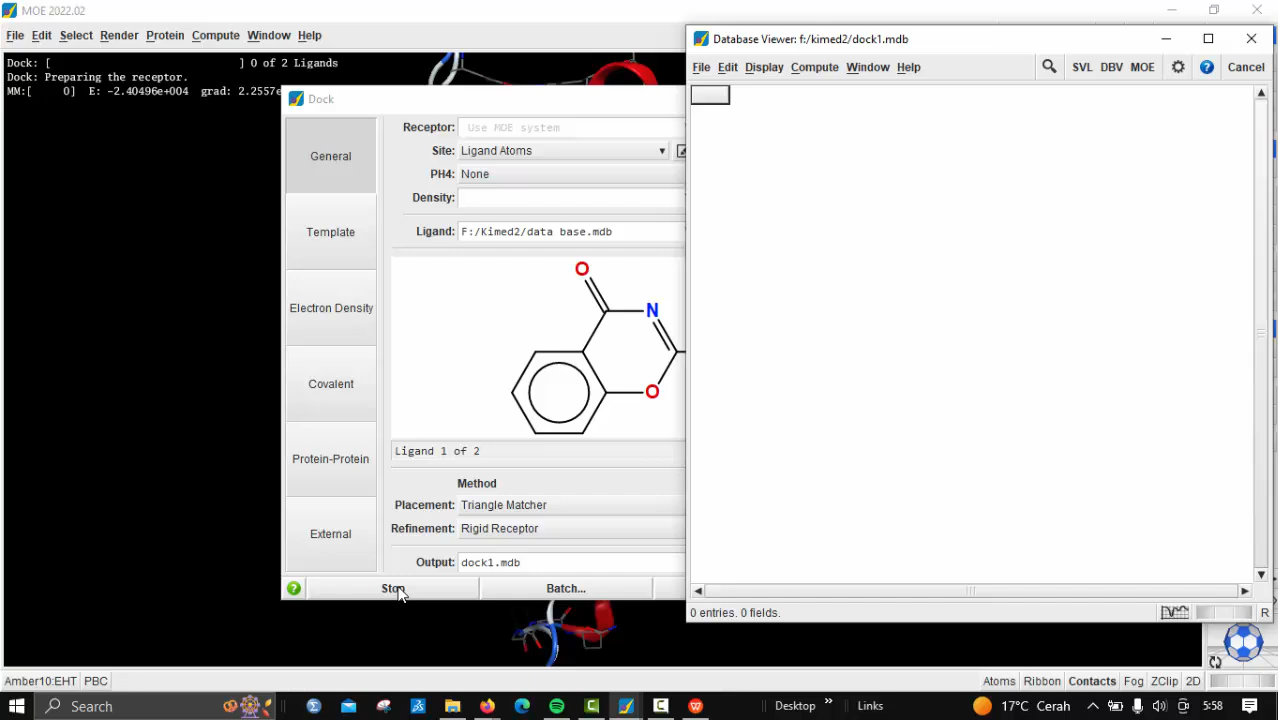 MOE 2022.02
File Edit Select Render Protein Compute Window Help
Dock: [ ] 0 of 2 Ligands
Dock: Preparing the receptor.
MM:[ 0] E: -2.40496e+004 grad: 2.2557e
Dock
General
Template
Electron Density
Covalent
Protein-Protein
External
Receptor: Use MOE system
Site: Ligand Atoms
PH4: None
Density:
Ligand: F:/Kimed2/data base.mdb
O
N
O
Ligand 1 of 2
Method
Placement: Triangle Matcher
Refinement: Rigid Receptor
Output: dock1.mdb
Stop Batch...
Database Viewer: f:/kimed2/dock1.mdb
File Edit Display Compute Window Help SVL DBV MOE Cancel
0 entries. 0 fields. R
Amber10:EHT PBC Atoms Ribbon Contacts Fog ZClip 2D
Search Desktop Links 17°C Cerah 5:58